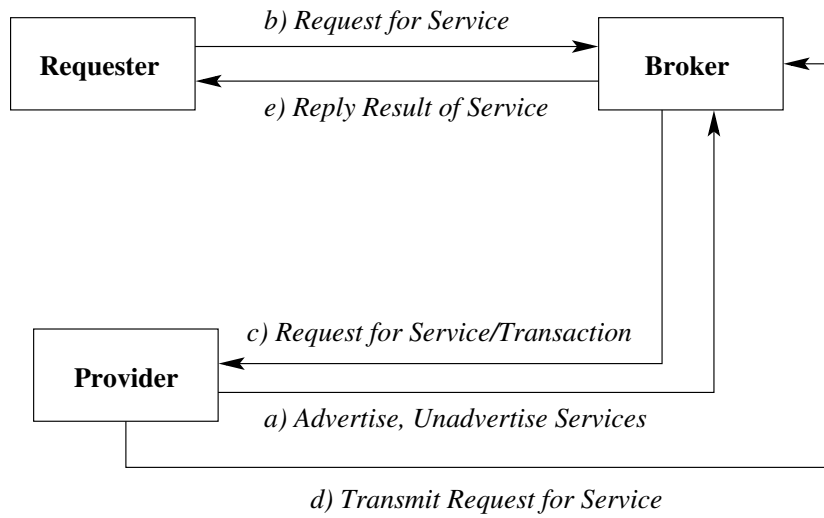 b) Request for Service
Requester
Broker
e) Reply Result of Service
c) Request for Service/Transaction
Provider
a) Advertise, Unadvertise Services
d) Transmit Request for Service